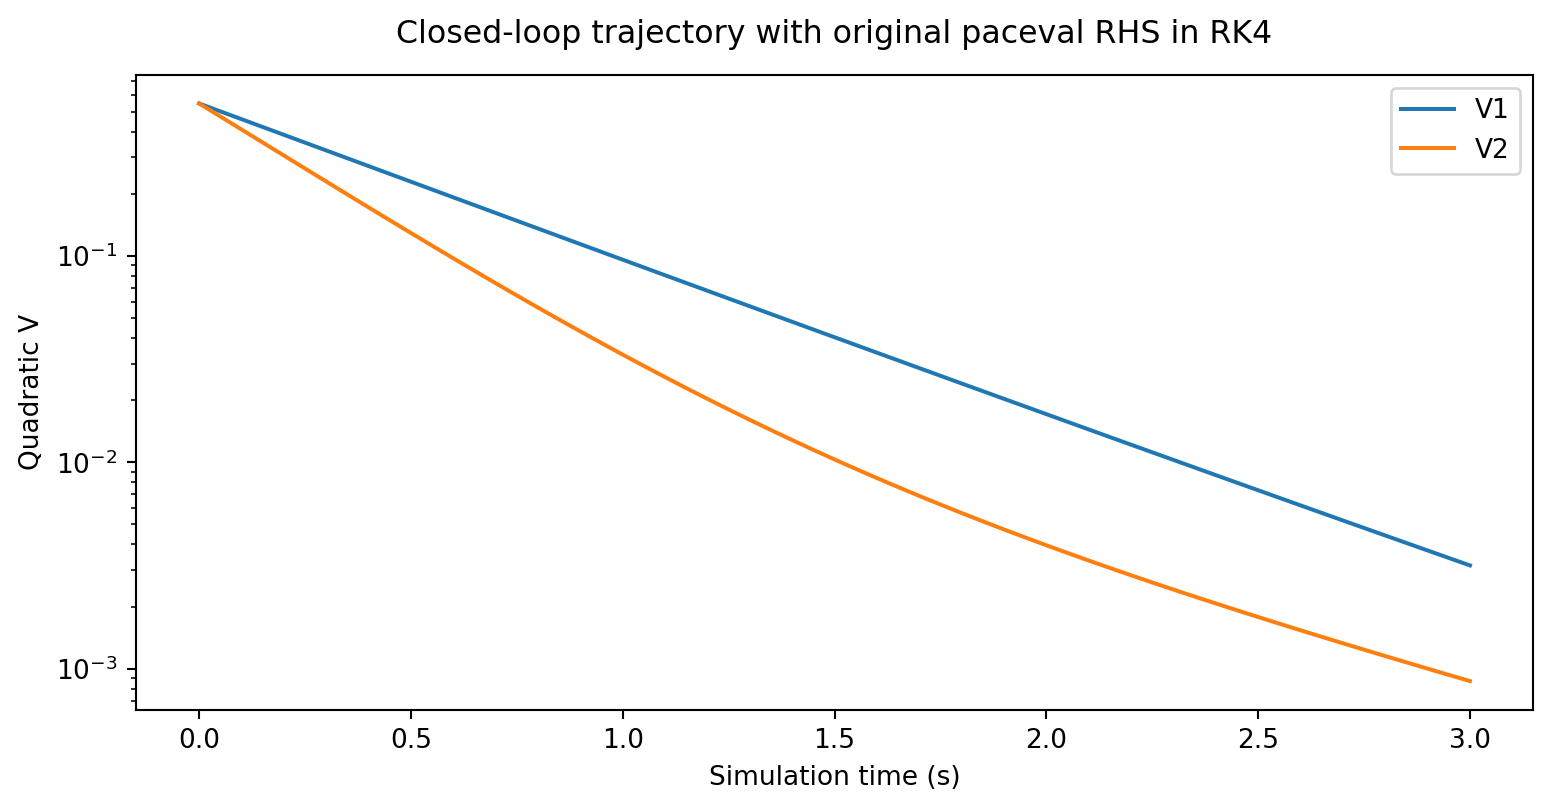 Closed-loop trajectory with original paceval RHS in RK4
V1
V2
Quadratic V
10⁻¹
10⁻²
10⁻³
0.0 0.5 1.0 1.5 2.0 2.5 3.0
Simulation time (s)